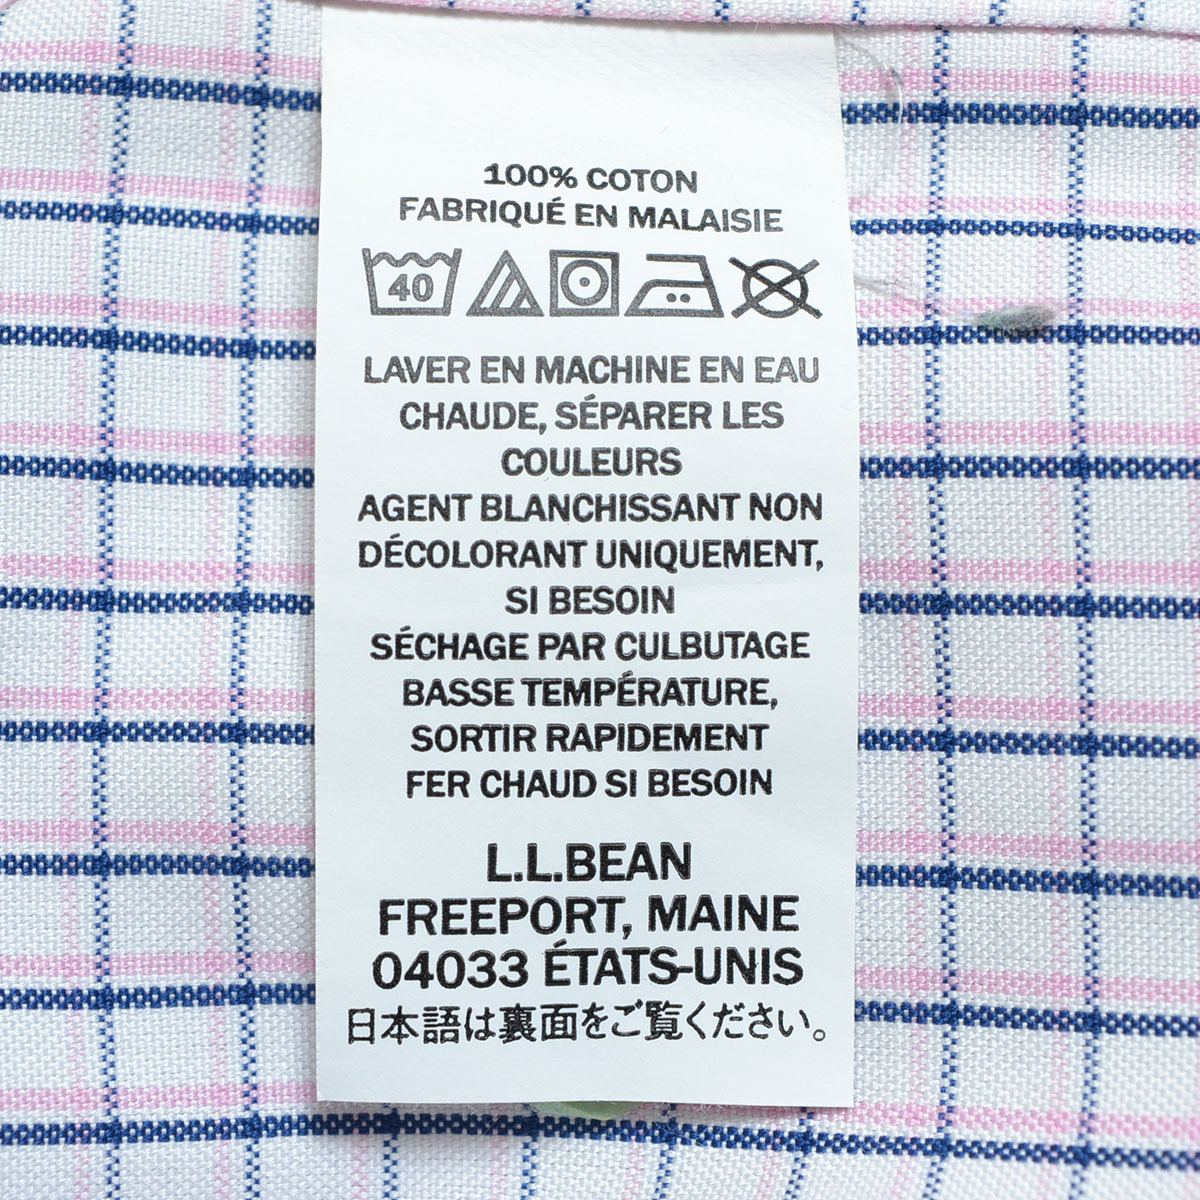 100% COTON
FABRIQUÉ EN MALAISIE
40
LAVER EN MACHINE EN EAU
CHAUDE, SÉPARER LES
COULEURS
AGENT BLANCHISSANT NON
DÉCOLORANT UNIQUEMENT,
SI BESOIN
SÉCHAGE PAR CULBUTAGE
BASSE TEMPÉRATURE,
SORTIR RAPIDEMENT
FER CHAUD SI BESOIN
L.L.BEAN
FREEPORT, MAINE
04033 ÉTATS-UNIS
日本語は裏面をご覧ください。